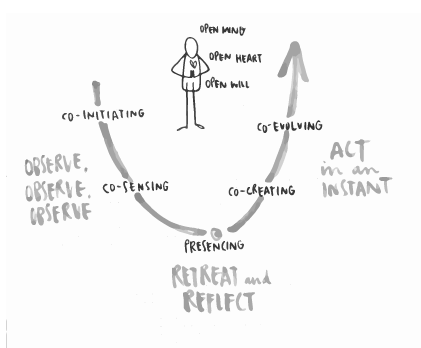 OPEN MIND
OPEN HEART
OPEN WILL
CO-INITIATING
OBSERVE,
OBSERVE,
OBSERVE
CO-SENSING
PRESENCING
RETREAT and
REFLECT
CO-CREATING
CO-EVOLVING
ACT
in an
INSTANT